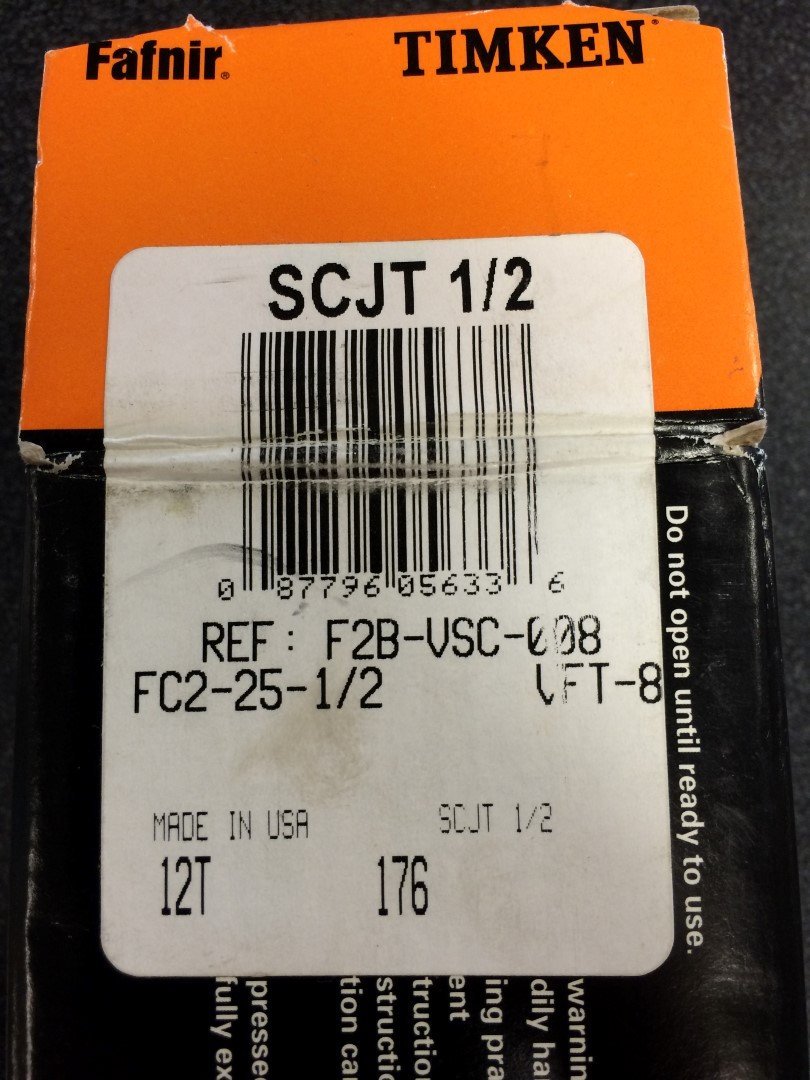 Fafnir®
TIMKEN®
SCJT 1/2
0 87796 05633 6
REF: F2B-VSC-008
FC2-25-1/2 VFT-8
MADE IN USA SCJT 1/2
12T 176
Do not open until ready to use.
warnin
dily ha
ing pra
ent
tructio
structi
tion ca
presse
fully ex